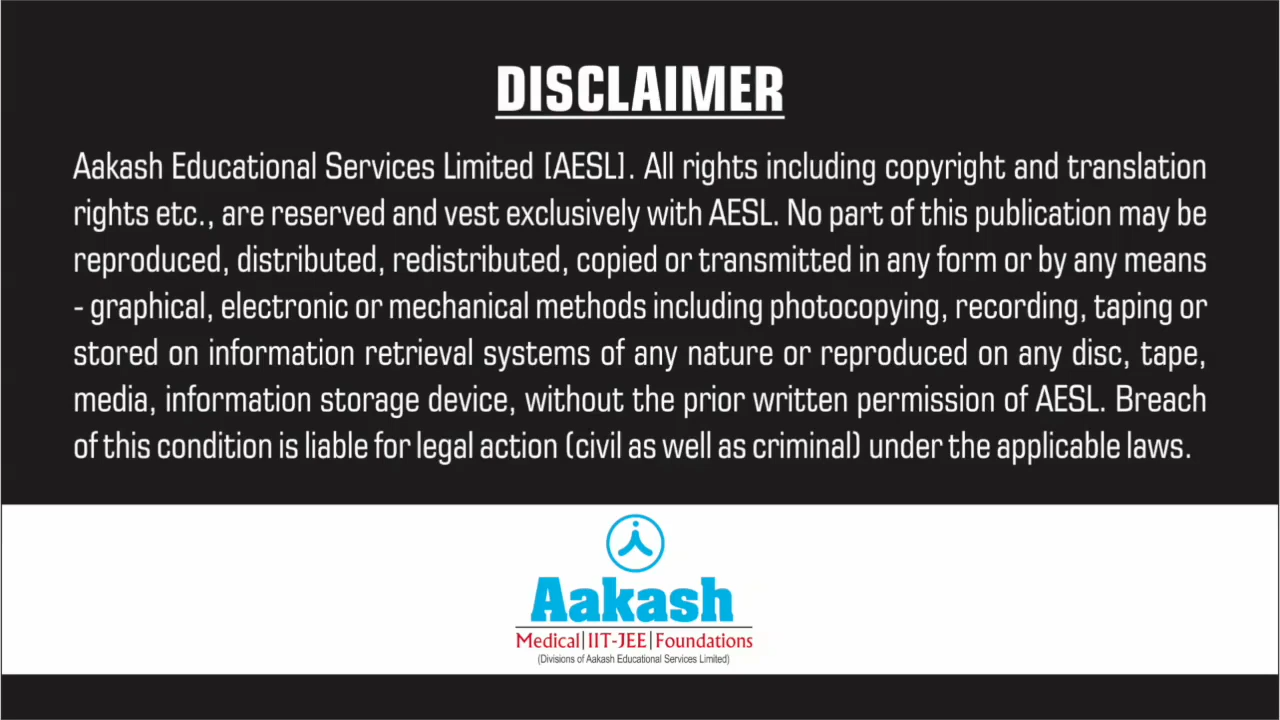 DISCLAIMER
Aakash Educational Services Limited [AESL]. All rights including copyright and translation
rights etc., are reserved and vest exclusively with AESL. No part of this publication may be
reproduced, distributed, redistributed, copied or transmitted in any form or by any means
- graphical, electronic or mechanical methods including photocopying, recording, taping or
stored on information retrieval systems of any nature or reproduced on any disc, tape,
media, information storage device, without the prior written permission of AESL. Breach
of this condition is liable for legal action (civil as well as criminal) under the applicable laws.
Aakash
Medical|IIT-JEE|Foundations
(Divisions of Aakash Educational Services Limited)